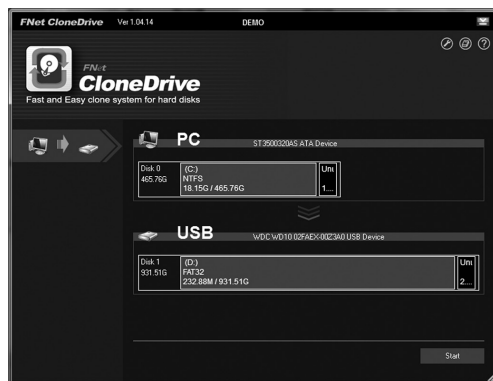 FNet CloneDrive Ver 1.04.14 DEMO
FNet
CloneDrive
Fast and Easy clone system for hard disks
PC ST3500320AS ATA Device
Disk 0
465.76G
(C:)
NTFS
18.15G / 465.76G
Un
1....
USB WDC WD10 02FAEX-00Z3A0 USB Device
Disk 1
931.51G
(D:)
FAT32
232.88M / 931.51G
Un
2....
Start